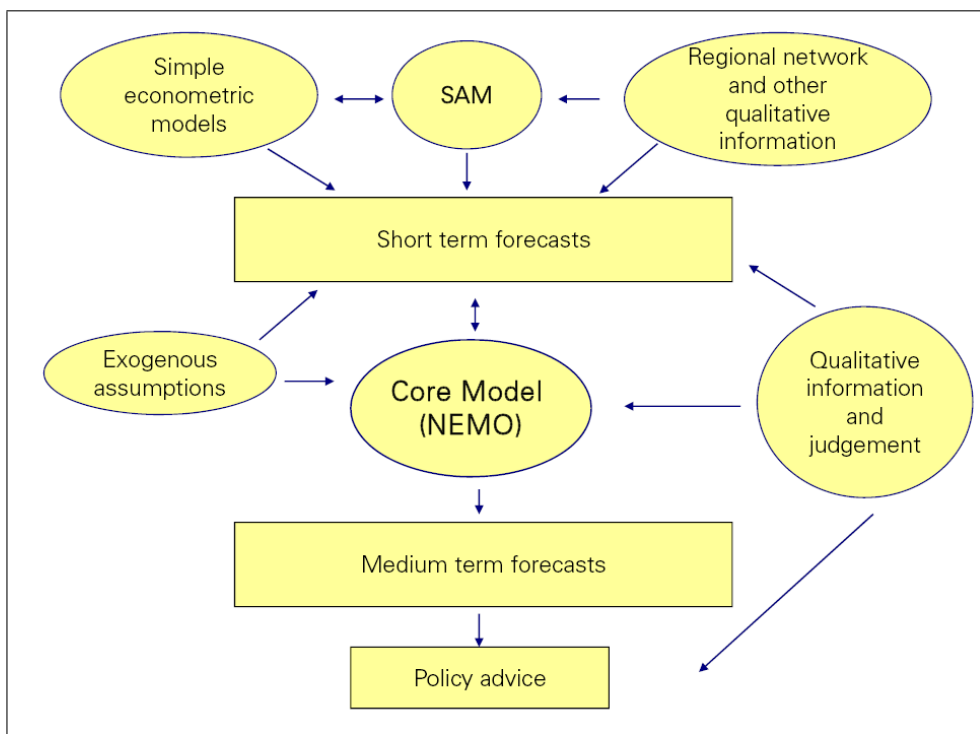 Simple
econometric
models
SAM
Regional network
and other
qualitative
information
Short term forecasts
Exogenous
assumptions
Core Model
(NEMO)
Qualitative
information
and
judgement
Medium term forecasts
Policy advice